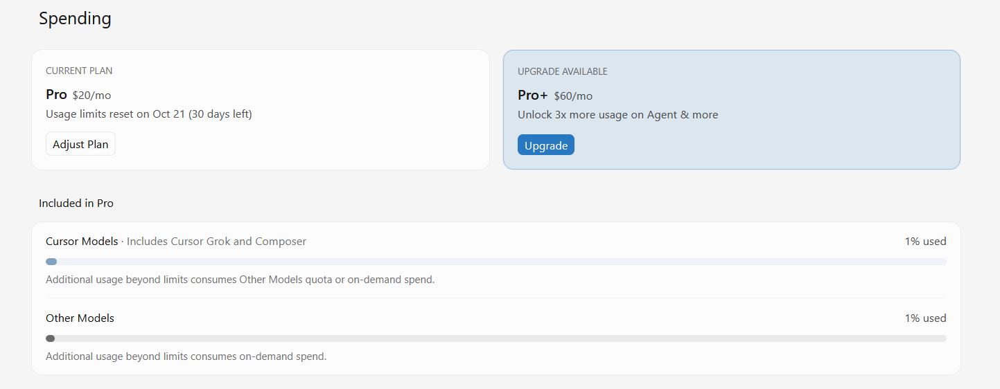 Spending
CURRENT PLAN
Pro $20/mo
Usage limits reset on Oct 21 (30 days left)
Adjust Plan
UPGRADE AVAILABLE
Pro+ $60/mo
Unlock 3x more usage on Agent & more
Upgrade
Included in Pro
Cursor Models · Includes Cursor Grok and Composer 1% used
Additional usage beyond limits consumes Other Models quota or on-demand spend.
Other Models 1% used
Additional usage beyond limits consumes on-demand spend.